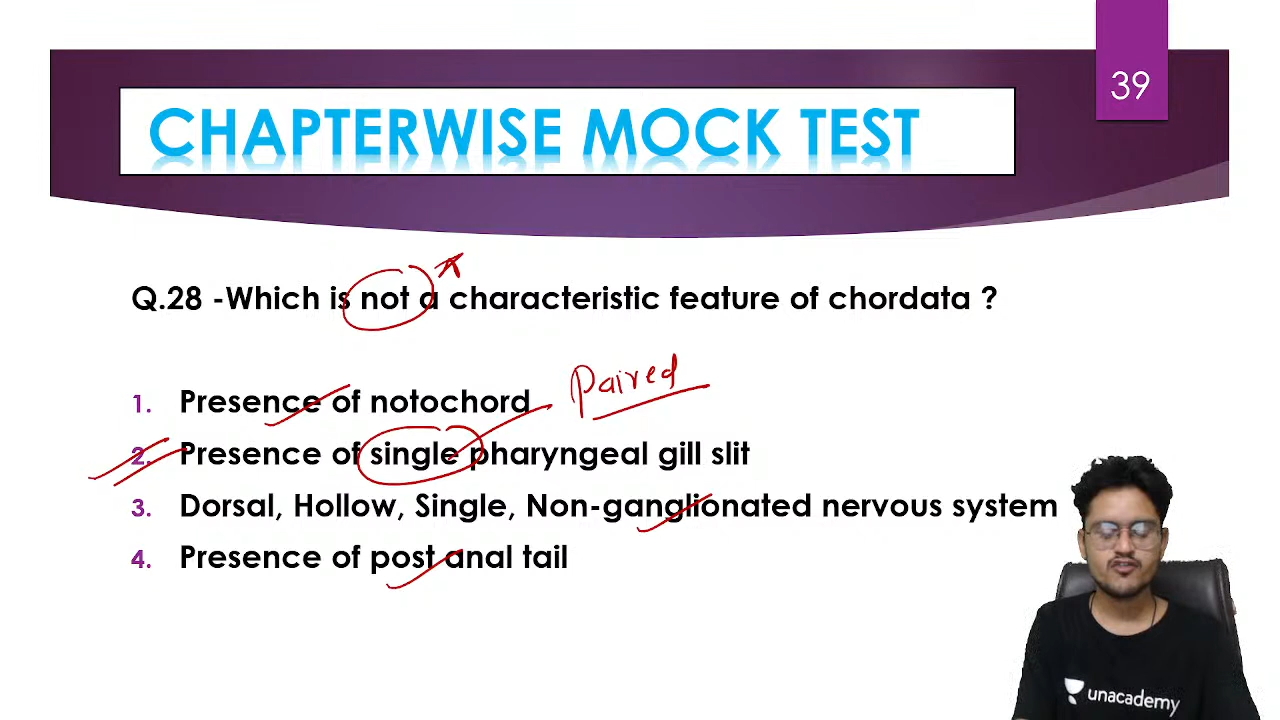 39
CHAPTERWISE MOCK TEST
Q.28 -Which is not a characteristic feature of chordata ?
Paired
1. Presence of notochord
2. Presence of single pharyngeal gill slit
3. Dorsal, Hollow, Single, Non-ganglionated nervous system
4. Presence of post anal tail
unacademy